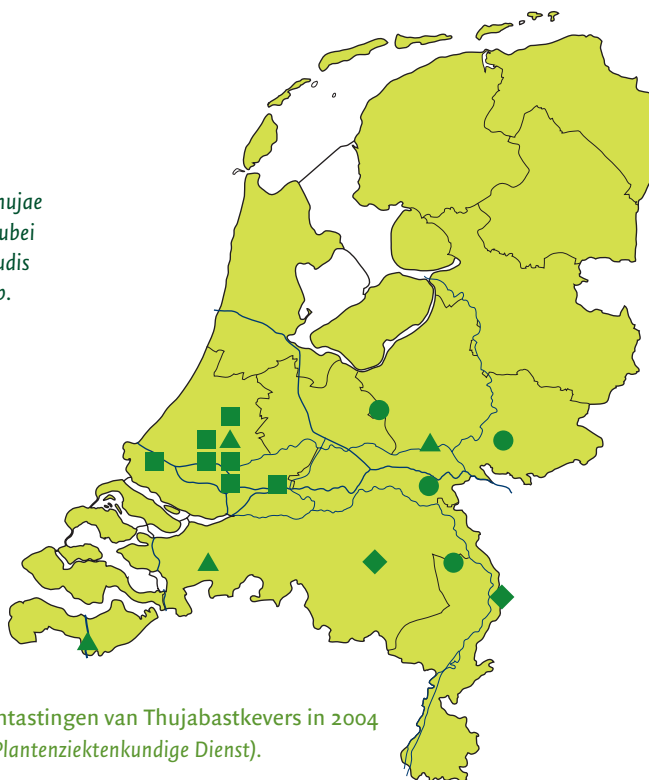 hujae
ubei
udis
o.
ntastingen van Thujabastkevers in 2004
Plantenziektenkundige Dienst).